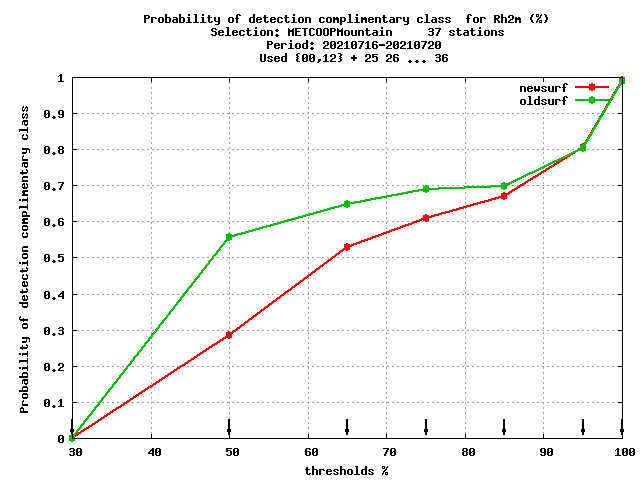 Probability of detection complimentary class  for Rh2m (%)
Selection: METCOOPMountain     37 stations
Period: 20210716-20210720
Used {00,12} + 25 26 ... 36
newsurf
oldsurf
Probability of detection complimentary class
1
0.9
0.8
0.7
0.6
0.5
0.4
0.3
0.2
0.1
0
30 40 50 60 70 80 90 100
thresholds %